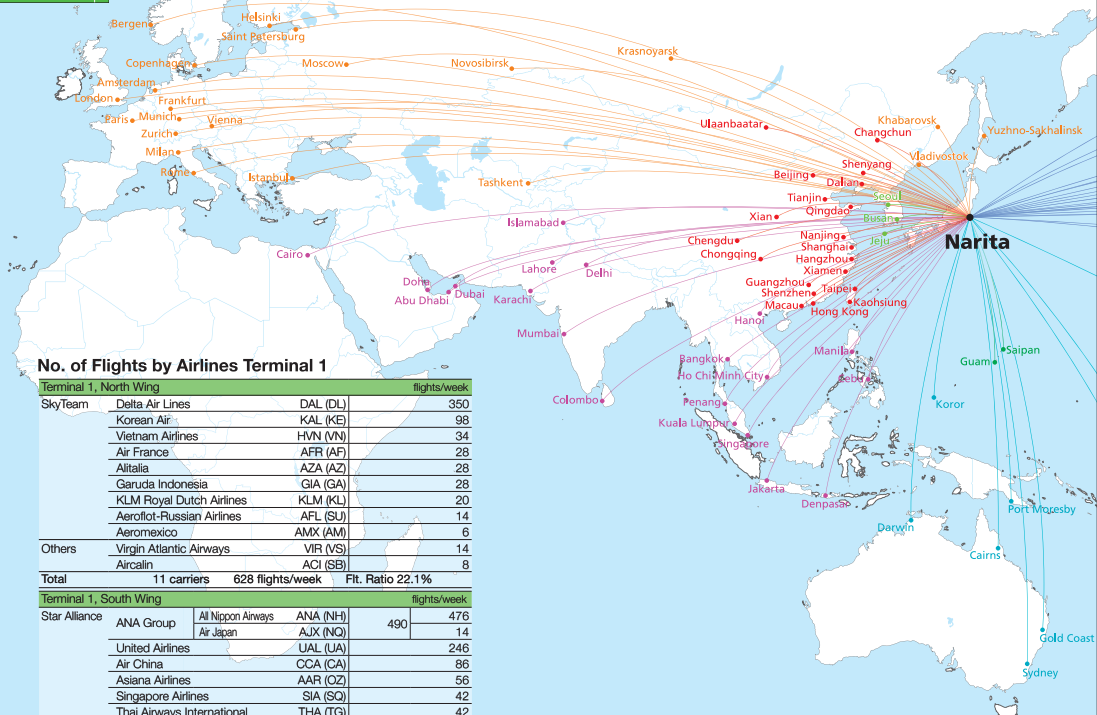 Bergen
Helsinki
Saint Petersburg
Copenhagen
Moscow
Novosibirsk
Krasnoyarsk
Amsterdam
London
Frankfurt
Paris
Munich
Vienna
Zurich
Milan
Rome
Istanbul
Tashkent
Ulaanbaatar
Khabarovsk
Changchun
Yuzhno-Sakhalinsk
Vladivostok
Shenyang
Beijing
Dalian
Tianjin
Seoul
Qingdao
Xian
Busan
Islamabad
Nanjing
Jeju
Narita
Chengdu
Shanghai
Chongqing
Hangzhou
Cairo
Lahore
Delhi
Xiamen
Doha
Guangzhou
Taipei
Abu Dhabi
Dubai
Karachi
Shenzhen
Macau
Kaohsiung
Hong Kong
Hanoi
Mumbai
Manila
Saipan
Bangkok
Guam
Ho Chi Minh City
Cebu
Colombo
Penang
Koror
Kuala Lumpur
Singapore
Jakarta
Denpasar
Port Moresby
Darwin
Cairns
Gold Coast
Sydney
No. of Flights by Airlines Terminal 1
Terminal 1, North Wing flights/week
SkyTeam Delta Air Lines DAL (DL) 350
Korean Air KAL (KE) 98
Vietnam Airlines HVN (VN) 34
Air France AFR (AF) 28
Alitalia AZA (AZ) 28
Garuda Indonesia GIA (GA) 28
KLM Royal Dutch Airlines KLM (KL) 20
Aeroflot-Russian Airlines AFL (SU) 14
Aeromexico AMX (AM) 6
Others Virgin Atlantic Airways VIR (VS) 14
Aircalin ACI (SB) 8
Total 11 carriers 628 flights/week Flt. Ratio 22.1%
Terminal 1, South Wing flights/week
Star Alliance ANA Group All Nippon Airways ANA (NH) 490 476
Air Japan AJX (NQ) 14
United Airlines UAL (UA) 246
Air China CCA (CA) 86
Asiana Airlines AAR (OZ) 56
Singapore Airlines SIA (SQ) 42
Thai Airways International THA (TG) 42